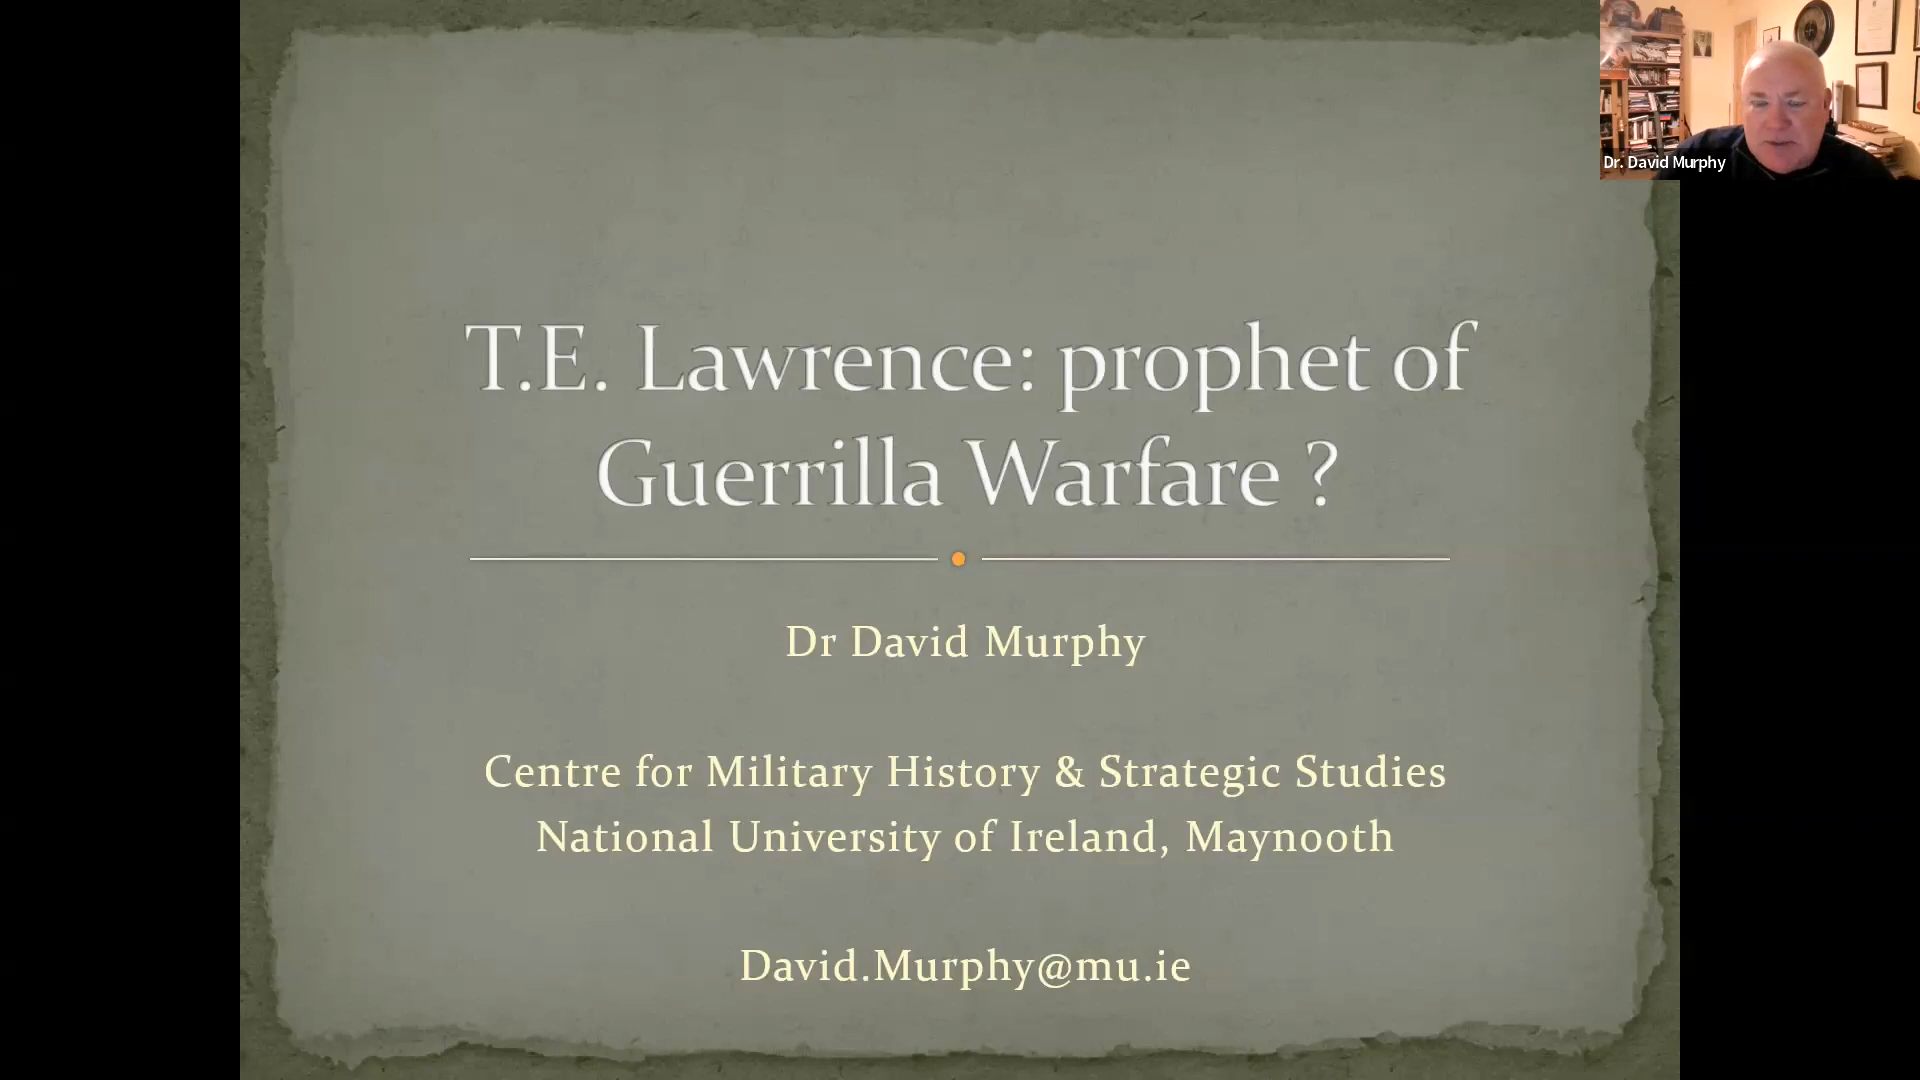 T.E. Lawrence: prophet of
Guerrilla Warfare ?
Dr David Murphy
Centre for Military History & Strategic Studies
National University of Ireland, Maynooth
David.Murphy@mu.ie
Dr. David Murphy